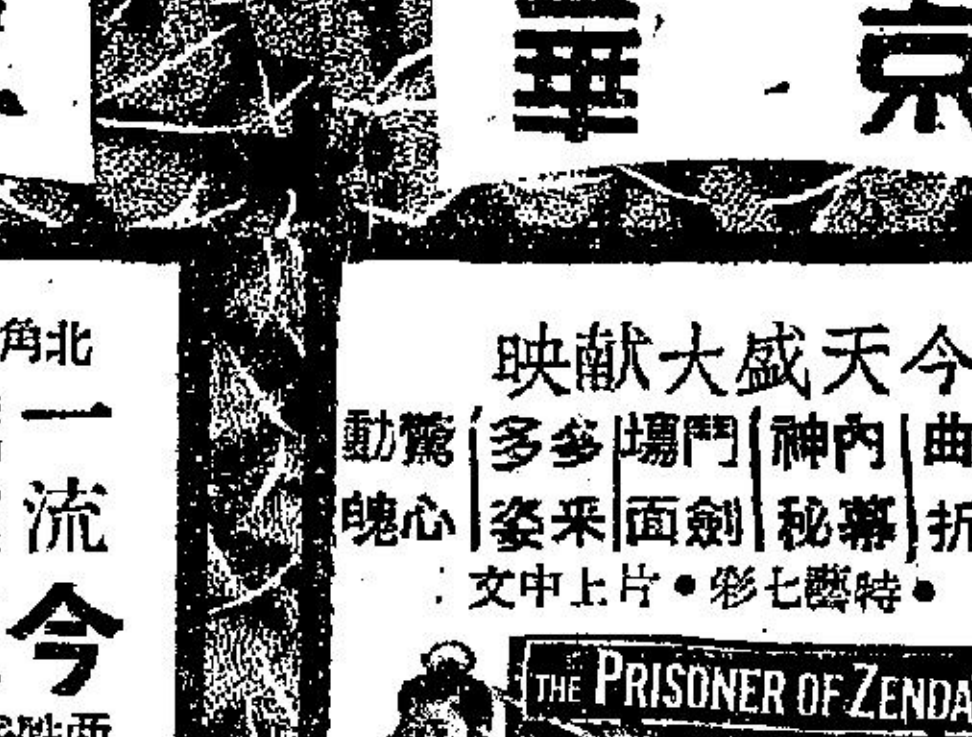 京華
今天盛大献映
曲折
內幕神秘
鬥劍場面
多采多姿
驚心動魄
●特藝七彩●片上中文
THE PRISONER OF ZENDA
北角
一流
今